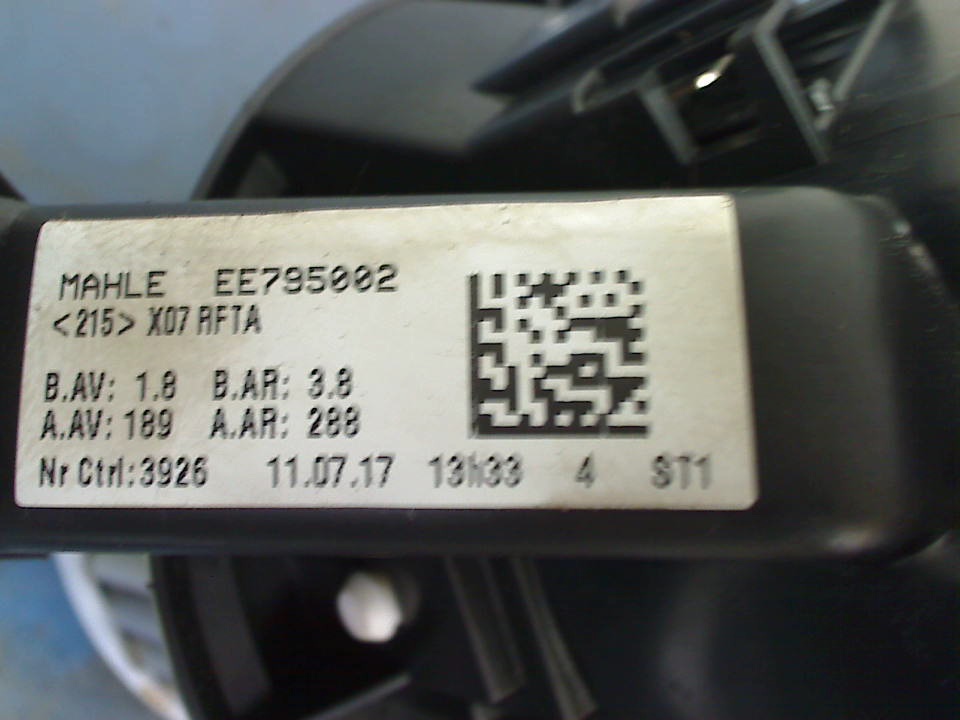 MAHLE EE795002
<215> X07 RFTA
B.AV: 1.8 B.AR: 3.8
A.AV: 189 A.AR: 288
Nr Ctrl: 3926 11.07.17 13h33 4 ST1